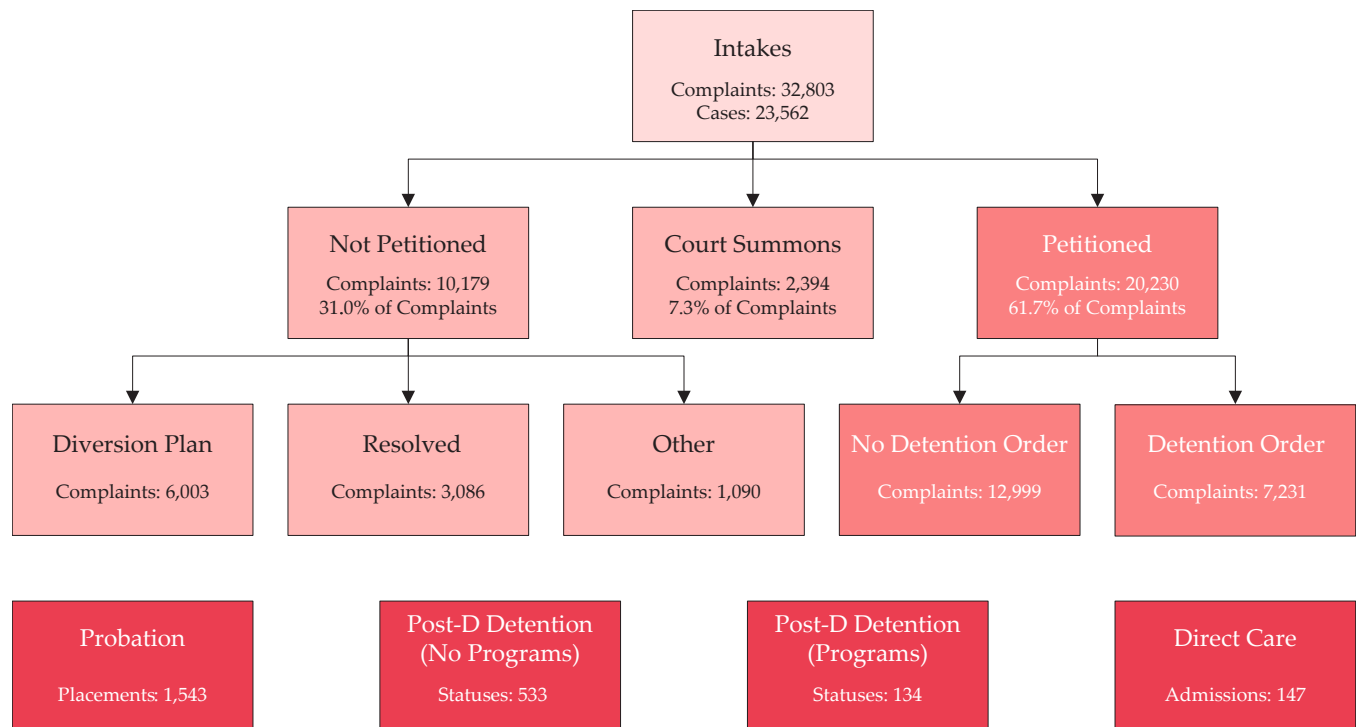 Intakes
Complaints: 32,803
Cases: 23,562
Not Petitioned
Complaints: 10,179
31.0% of Complaints
Court Summons
Complaints: 2,394
7.3% of Complaints
Petitioned
Complaints: 20,230
61.7% of Complaints
Diversion Plan
Complaints: 6,003
Resolved
Complaints: 3,086
Other
Complaints: 1,090
No Detention Order
Complaints: 12,999
Detention Order
Complaints: 7,231
Probation
Placements: 1,543
Post-D Detention
(No Programs)
Statuses: 533
Post-D Detention
(Programs)
Statuses: 134
Direct Care
Admissions: 147